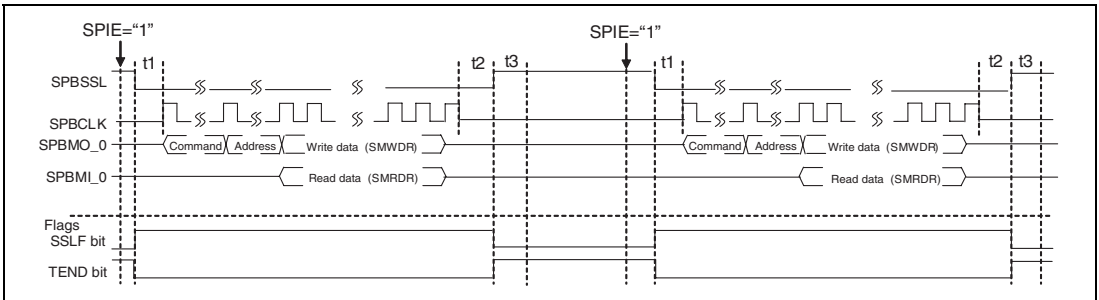 SPIE=“1” SPIE=“1”
t1 t2 t3 t1 t2 t3
SPBSSL
SPBCLK
SPBMO_0 Command Address Write data (SMWDR) Command Address Write data (SMWDR)
SPBMI_0 Read data (SMRDR) Read data (SMRDR)
Flags
SSLF bit
TEND bit